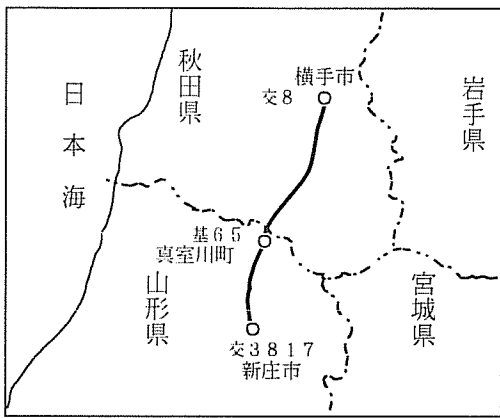 秋田県
日本海
横手市
交8
岩手県
基65
真室川町
山形県
宮城県
交3817
新庄市